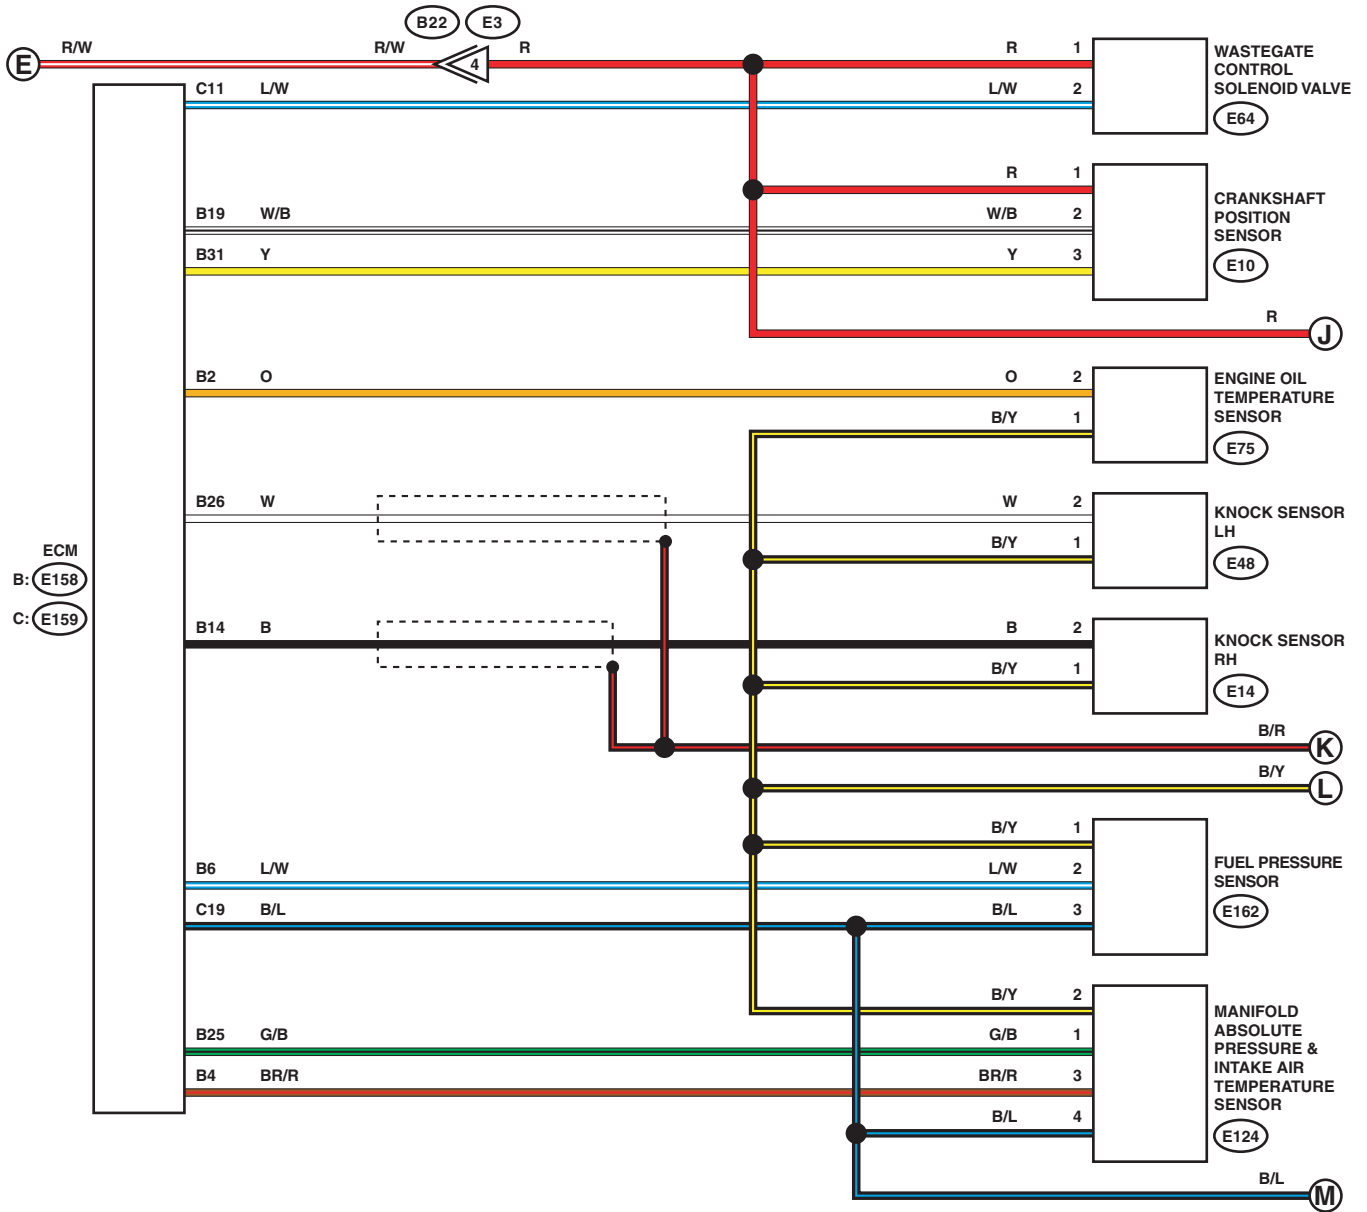 B22 E3
E R/W R/W 4 R R 1
WASTEGATE
CONTROL
SOLENOID VALVE
E64
C11 L/W L/W 2
R 1
B19 W/B W/B 2
B31 Y Y 3
CRANKSHAFT
POSITION
SENSOR
E10
R J
B2 O O 2
B/Y 1
ENGINE OIL
TEMPERATURE
SENSOR
E75
B26 W W 2
B/Y 1
KNOCK SENSOR
LH
E48
ECM
B: E158
C: E159
B14 B B 2
B/Y 1
KNOCK SENSOR
RH
E14
B/R K
B/Y L
B/Y 1
B6 L/W L/W 2
C19 B/L B/L 3
FUEL PRESSURE
SENSOR
E162
B/Y 2
B25 G/B G/B 1
B4 BR/R BR/R 3
B/L 4
MANIFOLD
ABSOLUTE
PRESSURE &
INTAKE AIR
TEMPERATURE
SENSOR
E124
B/L M